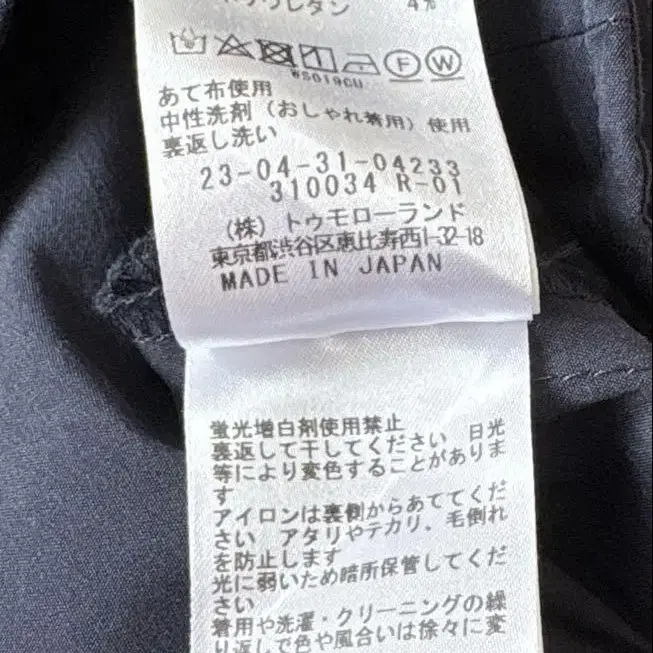 ポリウレタン 4%
F W
WS019CU
あて布使用
中性洗剤（おしゃれ着用）使用
裏返し洗い
23-04-31-04233
310034 R-01
（株）トゥモローランド
東京都渋谷区恵比寿西1-32-18
MADE IN JAPAN
蛍光増白剤使用禁止
裏返して干してください 日光
等により変色することがありま
す
アイロンは裏側からあててくだ
さい アタリやテカリ、毛倒れ
を防止します
光に弱いため暗所保管してくだ
さい
着用や洗濯・クリーニングの繰
り返しで色や風合いは徐々に変